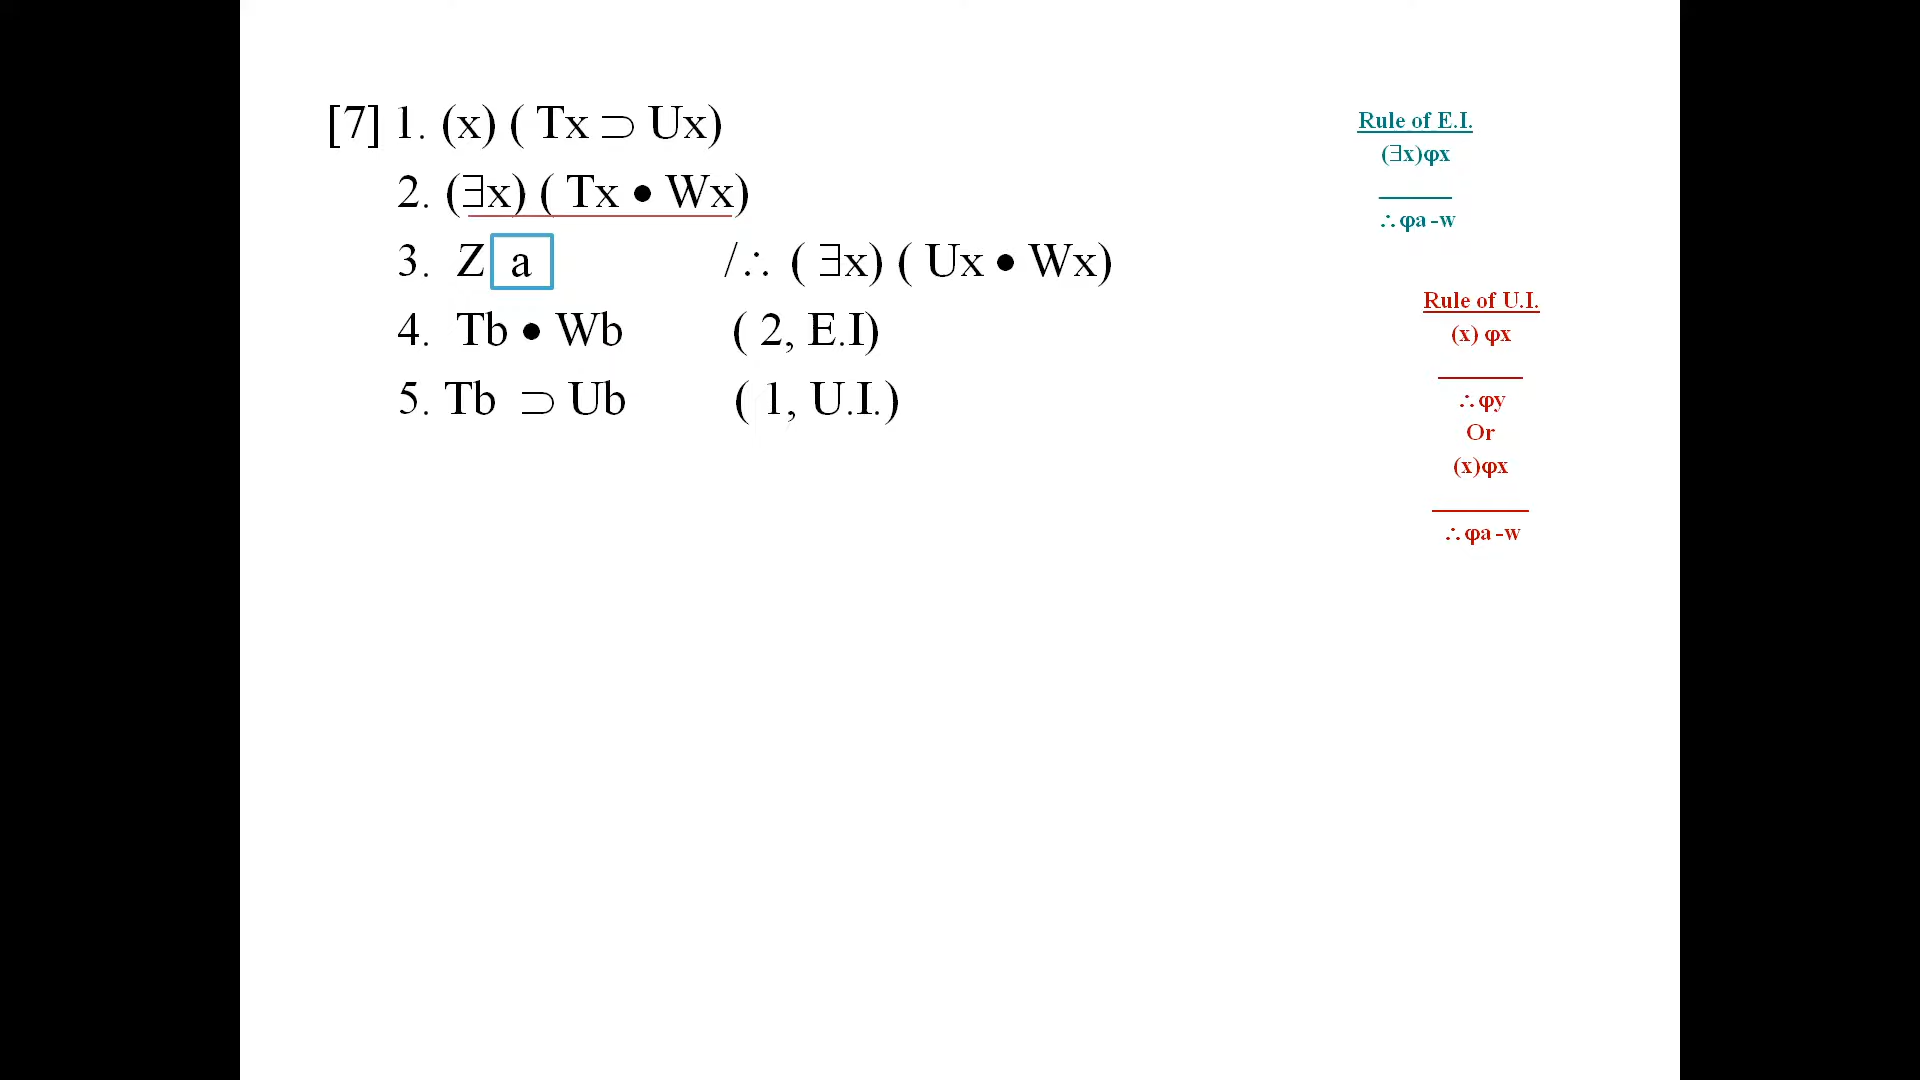 [7] 1. (x) ( Tx ⊃ Ux)
2. (∃x) ( Tx • Wx)
3. Z a /∴ ( ∃x) ( Ux • Wx)
4. Tb • Wb ( 2, E.I)
5. Tb ⊃ Ub ( 1, U.I.)
Rule of E.I.
(∃x)φx
∴φa -w
Rule of U.I.
(x) φx
∴φy
Or
(x)φx
∴φa -w